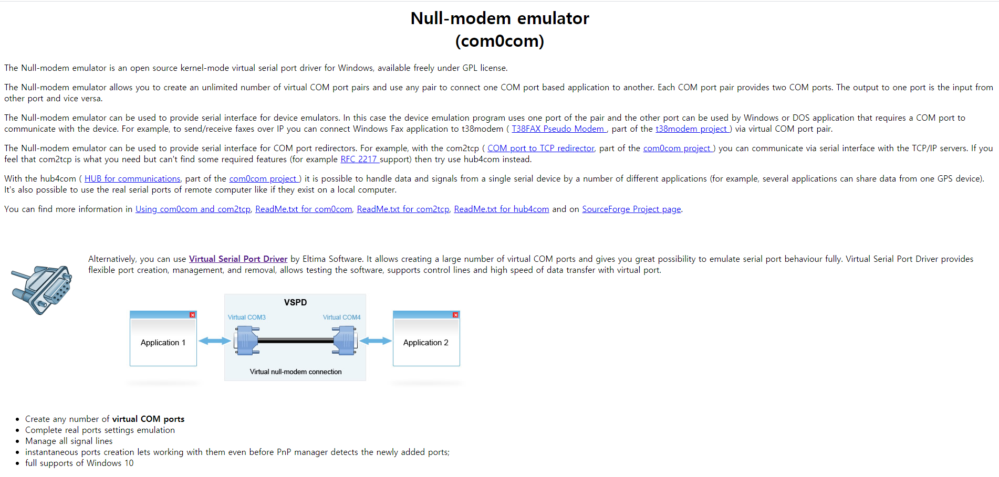 Null-modem emulator
(com0com)
The Null-modem emulator is an open source kernel-mode virtual serial port driver for Windows, available freely under GPL license.
The Null-modem emulator allows you to create an unlimited number of virtual COM port pairs and use any pair to connect one COM port based application to another. Each COM port pair provides two COM ports. The output to one port is the input from
other port and vice versa.
The Null-modem emulator can be used to provide serial interface for device emulators. In this case the device emulation program uses one port of the pair and the other port can be used by Windows or DOS application that requires a COM port to
communicate with the device. For example, to send/receive faxes over IP you can connect Windows Fax application to t38modem ( T38FAX Pseudo Modem , part of the t38modem project ) via virtual COM port pair.
The Null-modem emulator can be used to provide serial interface for COM port redirectors. For example, with the com2tcp ( COM port to TCP redirector, part of the com0com project ) you can communicate via serial interface with the TCP/IP servers. If you
feel that com2tcp is what you need but can't find some required features (for example RFC 2217 support) then try use hub4com instead.
With the hub4com ( HUB for communications, part of the com0com project ) it is possible to handle data and signals from a single serial device by a number of different applications (for example, several applications can share data from one GPS device).
It's also possible to use the real serial ports of remote computer like if they exist on a local computer.
You can find more information in Using com0com and com2tcp, ReadMe.txt for com0com, ReadMe.txt for com2tcp, ReadMe.txt for hub4com and on SourceForge Project page.
Alternatively, you can use Virtual Serial Port Driver by Eltima Software. It allows creating a large number of virtual COM ports and gives you great possibility to emulate serial port behaviour fully. Virtual Serial Port Driver provides
flexible port creation, management, and removal, allows testing the software, supports control lines and high speed of data transfer with virtual port.
VSPD
Virtual COM3 Virtual COM4
Application 1 Application 2
Virtual null-modem connection
• Create any number of virtual COM ports
• Complete real ports settings emulation
• Manage all signal lines
• instantaneous ports creation lets working with them even before PnP manager detects the newly added ports;
• full supports of Windows 10